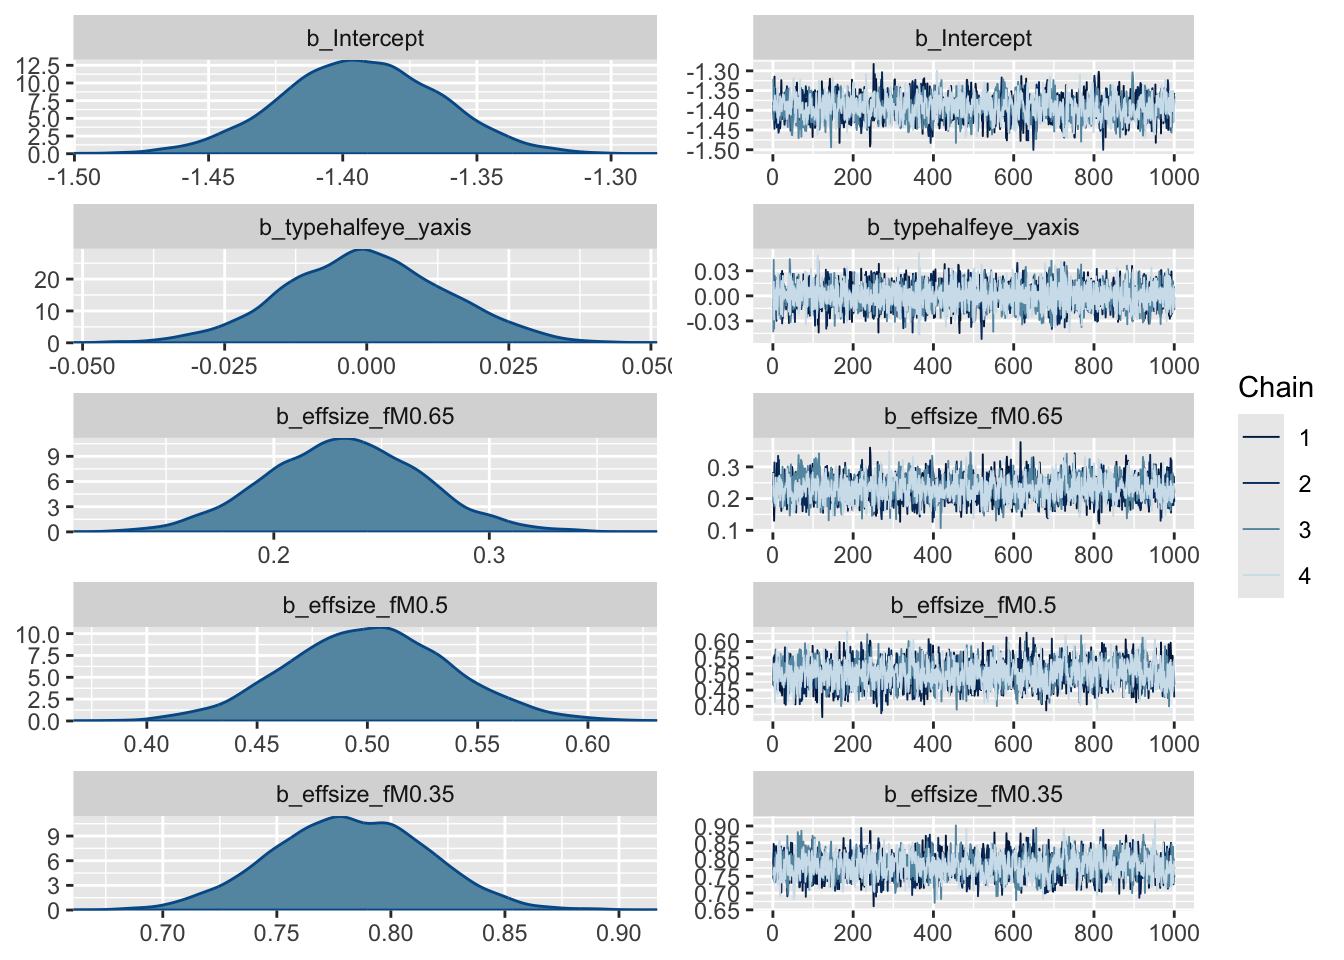 b_Intercept
12.5
10.0
7.5
5.0
2.5
0.0
-1.50 -1.45 -1.40 -1.35 -1.30
b_Intercept
-1.30
-1.35
-1.40
-1.45
-1.50
0 200 400 600 800 1000
b_typehalfeye_yaxis
20
10
0
-0.050 -0.025 0.000 0.025 0.050
b_typehalfeye_yaxis
0.03
0.00
-0.03
0 200 400 600 800 1000
b_effsize_fM0.65
9
6
3
0
0.2 0.3
b_effsize_fM0.65
0.3
0.2
0.1
0 200 400 600 800 1000
b_effsize_fM0.5
10.0
7.5
5.0
2.5
0.0
0.40 0.45 0.50 0.55 0.60
b_effsize_fM0.5
0.60
0.55
0.50
0.45
0.40
0 200 400 600 800 1000
b_effsize_fM0.35
9
6
3
0
0.70 0.75 0.80 0.85 0.90
b_effsize_fM0.35
0.90
0.85
0.80
0.75
0.70
0.65
0 200 400 600 800 1000
Chain
1
2
3
4